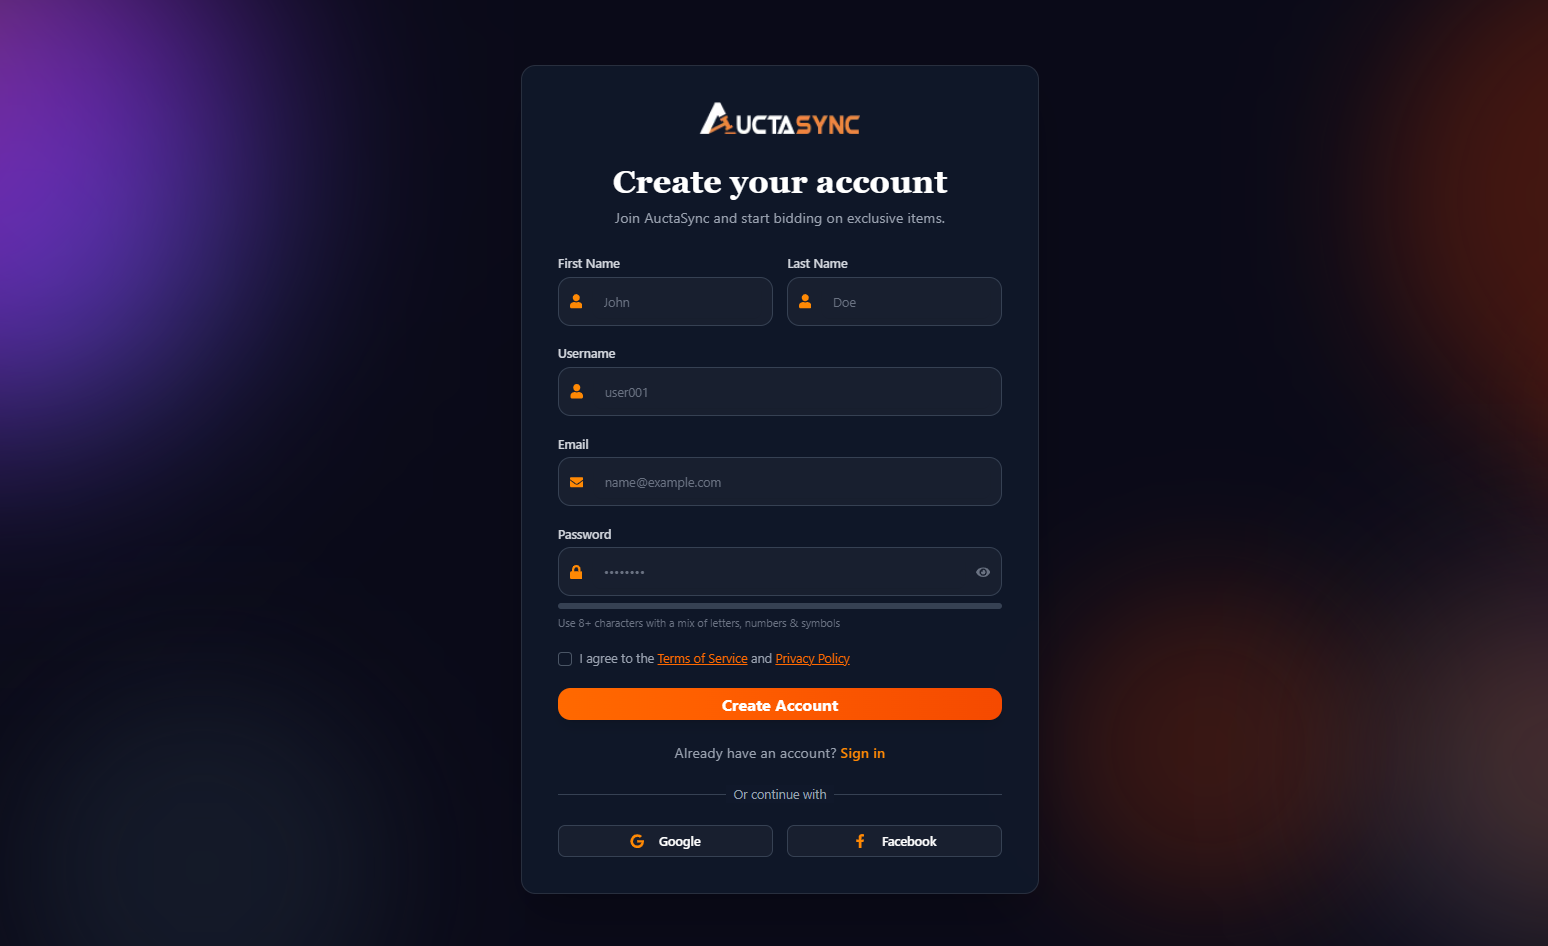 AUCTASYNC
Create your account
Join AuctaSync and start bidding on exclusive items.
First Name Last Name
John Doe
Username
user001
Email
name@example.com
Password
••••••••
Use 8+ characters with a mix of letters, numbers & symbols
I agree to the Terms of Service and Privacy Policy
Create Account
Already have an account? Sign in
Or continue with
Google Facebook